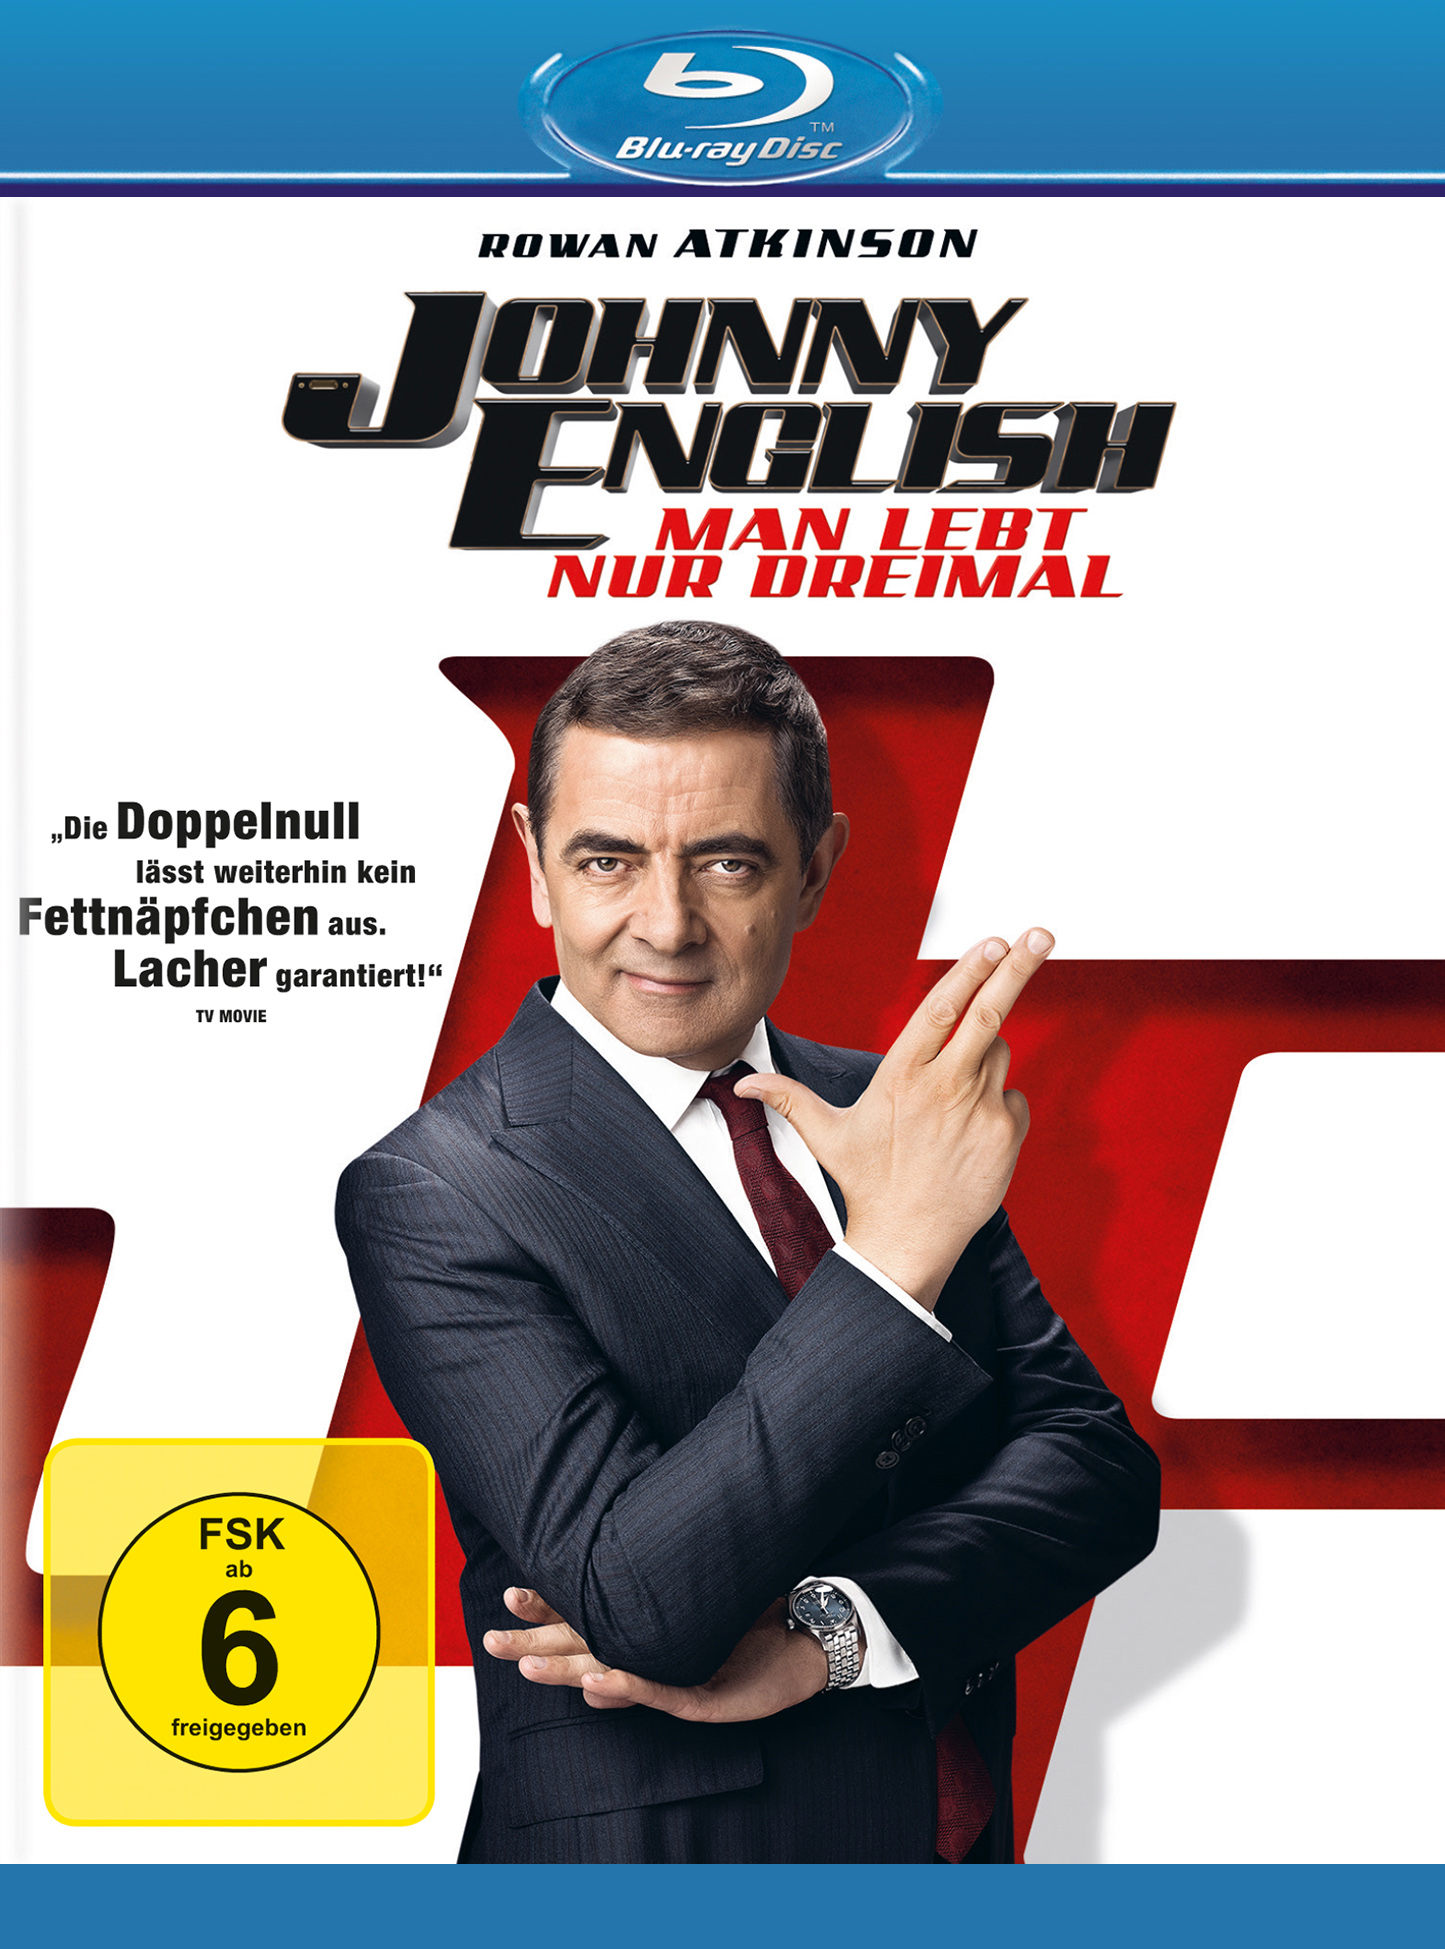 Blu-ray Disc
TM
ROWAN ATKINSON
JOHNNY
ENGLISH
MAN LEBT
NUR DREIMAL
„Die Doppelnull
lässt weiterhin kein
Fettnäpfchen aus.
Lacher garantiert!“
TV MOVIE
FSK
ab
6
freigegeben